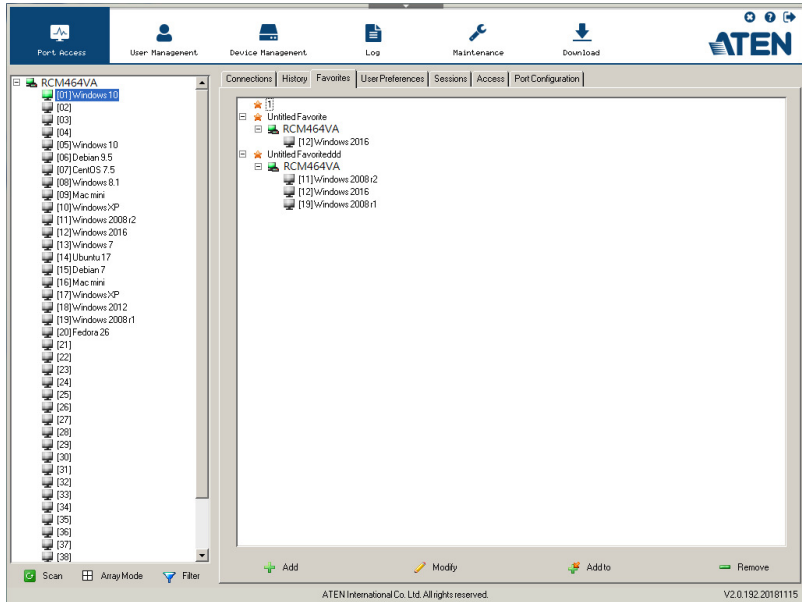 Port Access
User Management
Device Management
Log
Maintenance
Download
ATEN
RCM464VA
[01]Windows 10
[02]
[03]
[04]
[05]Windows 10
[06]Debian 9.5
[07]CentOS 7.5
[08]Windows 8.1
[09]Mac mini
[10]WindowsXP
[11]Windows 2008 r2
[12]Windows 2016
[13]Windows 7
[14]Ubuntu 17
[15]Debian 7
[16]Mac mini
[17]WindowsXP
[18]Windows 2012
[19]Windows 2008 r1
[20]Fedora 26
[21]
[22]
[23]
[24]
[25]
[26]
[27]
[28]
[29]
[30]
[31]
[32]
[33]
[34]
[35]
[36]
[37]
[38]
Scan
ArrayMode
Filter
Connections
History
Favorites
User Preferences
Sessions
Access
Port Configuration
1
Untitled Favorite
RCM464VA
[12]Windows 2016
Untitled Favoriteddd
RCM464VA
[11]Windows 2008 r2
[12]Windows 2016
[19]Windows 2008 r1
Add
Modify
Add to
Remove
ATEN International Co. Ltd. All rights reserved.
V2.0.192.20181115